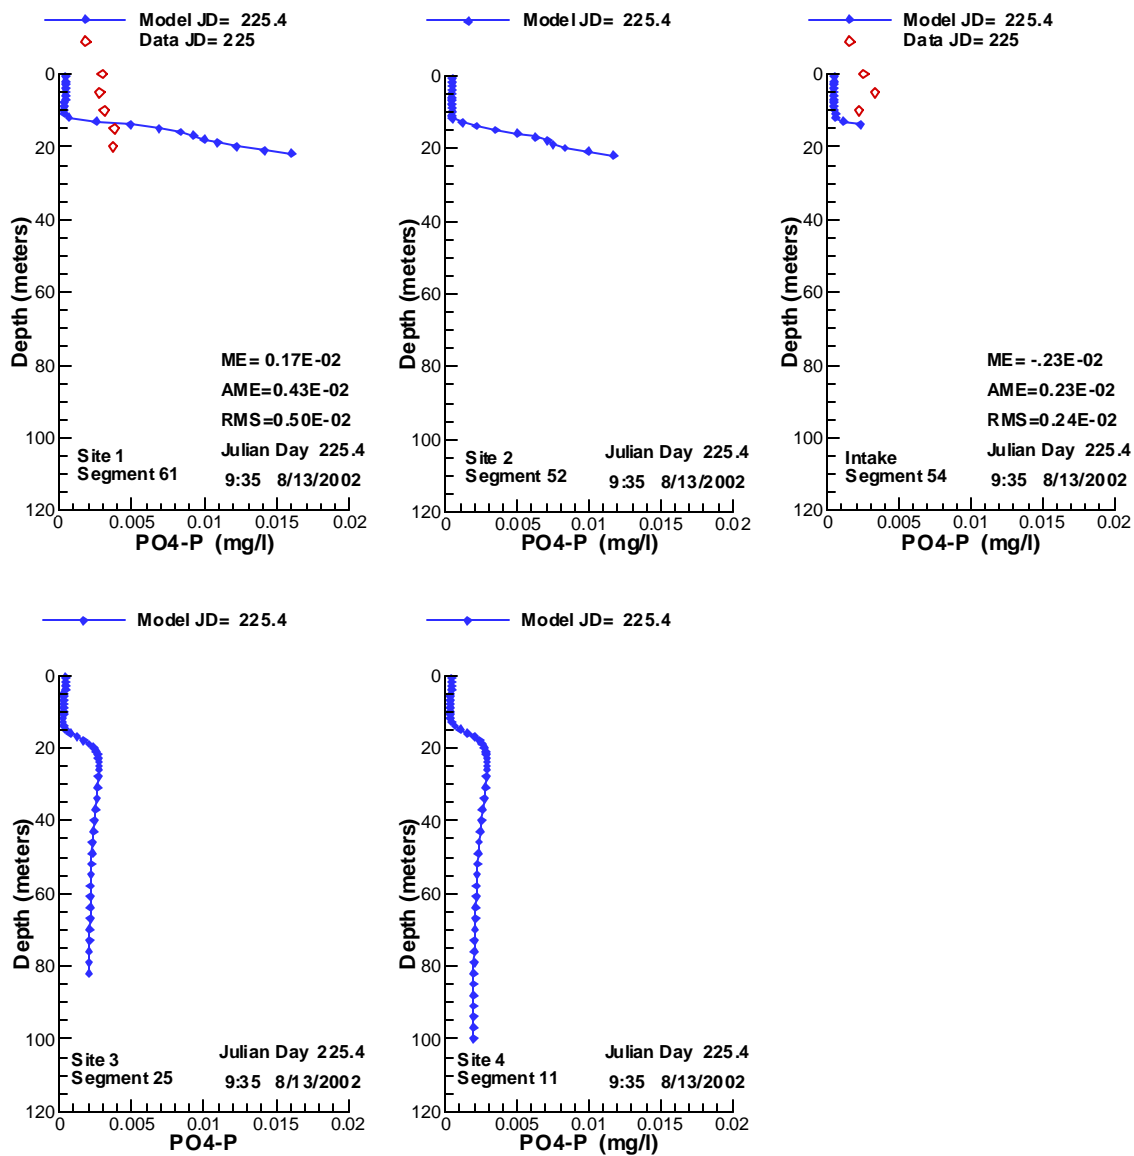 Model JD= 225.4
Data JD= 225
0
20
40
60
80
100
120
Depth (meters)
ME= 0.17E-02
AME=0.43E-02
RMS=0.50E-02
Julian Day 225.4
9:35 8/13/2002
Site 1
Segment 61
0 0.005 0.01 0.015 0.02
PO4-P (mg/l)
Model JD= 225.4
0
20
40
60
80
100
120
Depth (meters)
Site 2
Segment 52
Julian Day 225.4
9:35 8/13/2002
0 0.005 0.01 0.015 0.02
PO4-P (mg/l)
Model JD= 225.4
Data JD= 225
0
20
40
60
80
100
120
Depth (meters)
ME= -.23E-02
AME=0.23E-02
RMS=0.24E-02
Julian Day 225.4
9:35 8/13/2002
Intake
Segment 54
0 0.005 0.01 0.015 0.02
PO4-P (mg/l)
Model JD= 225.4
0
20
40
60
80
100
120
Depth (meters)
Site 3
Segment 25
Julian Day 225.4
9:35 8/13/2002
0 0.005 0.01 0.015 0.02
PO4-P
Model JD= 225.4
0
20
40
60
80
100
120
Depth (meters)
Site 4
Segment 11
Julian Day 225.4
9:35 8/13/2002
0 0.005 0.01 0.015 0.02
PO4-P (mg/l)